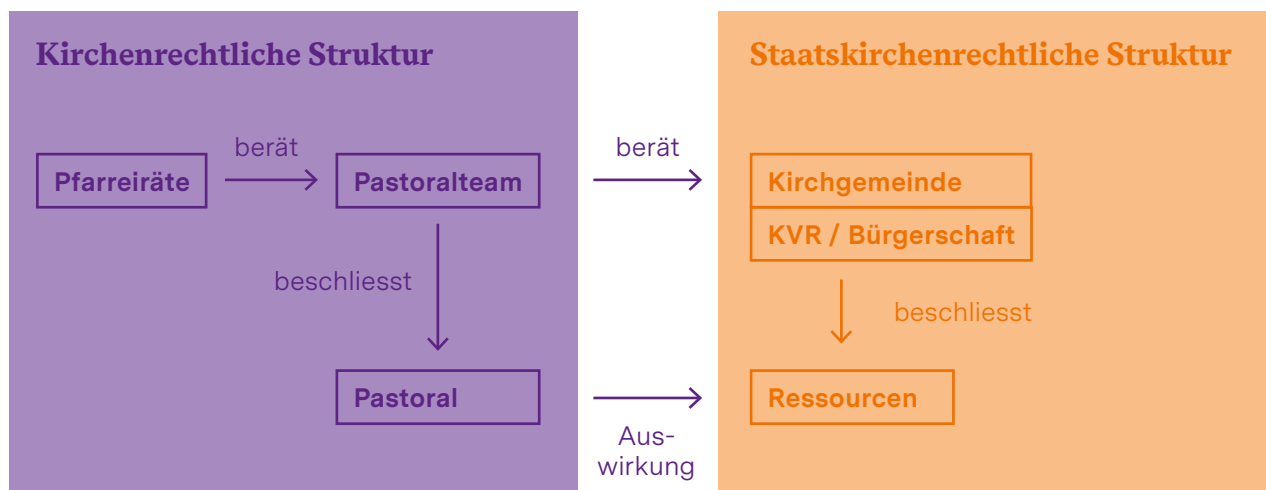 Kirchenrechtliche Struktur
Staatskirchenrechtliche Struktur
berät
berät
Pfarreiräte
Pastoralteam
Kirchgemeinde
KVR / Bürgerschaft
beschliesst
beschliesst
Pastoral
Ressourcen
Aus-
wirkung